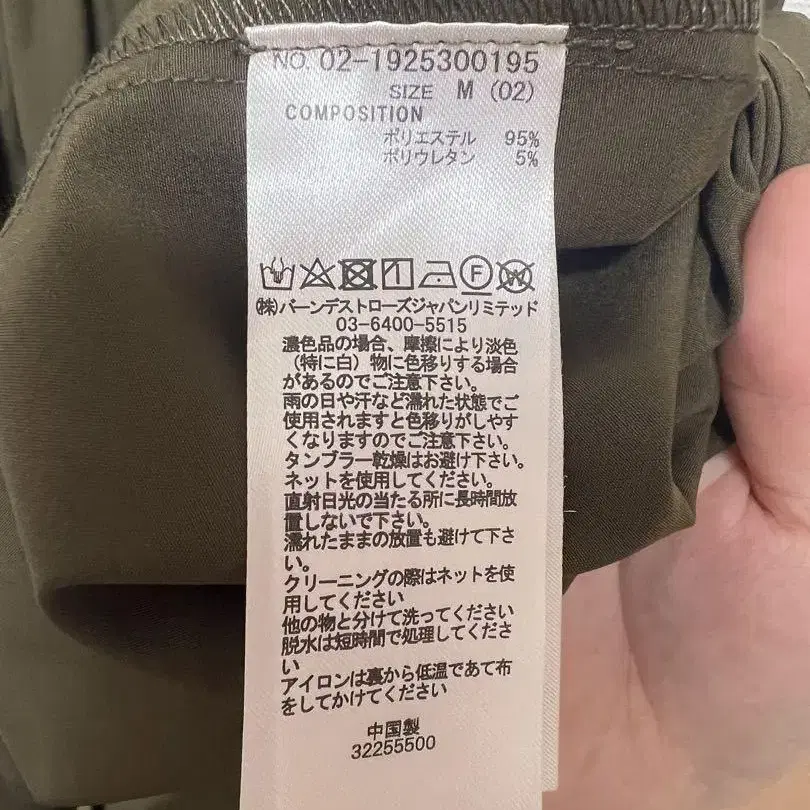 NO. 02-1925300195
SIZE M (02)
COMPOSITION
ポリエステル 95%
ポリウレタン 5%
F W
㈱バーンデストローズジャパンリミテッド
03-6400-5515
濃色品の場合、摩擦により淡色
(特に白)物に色移りする場合
があるのでご注意下さい。
雨の日や汗など濡れた状態でご
使用されますと色移りがしやす
くなりますのでご注意下さい。
タンブラー乾燥はお避け下さい。
ネットを使用してください。
直射日光の当たる所に長時間放
置しないで下さい。
濡れたままの放置も避けて下さ
い。
クリーニングの際はネットを使
用してください
他の物と分けて洗ってください
脱水は短時間で処理してくださ
い
アイロンは裏から低温であて布
をしてかけてください
中国製
32255500